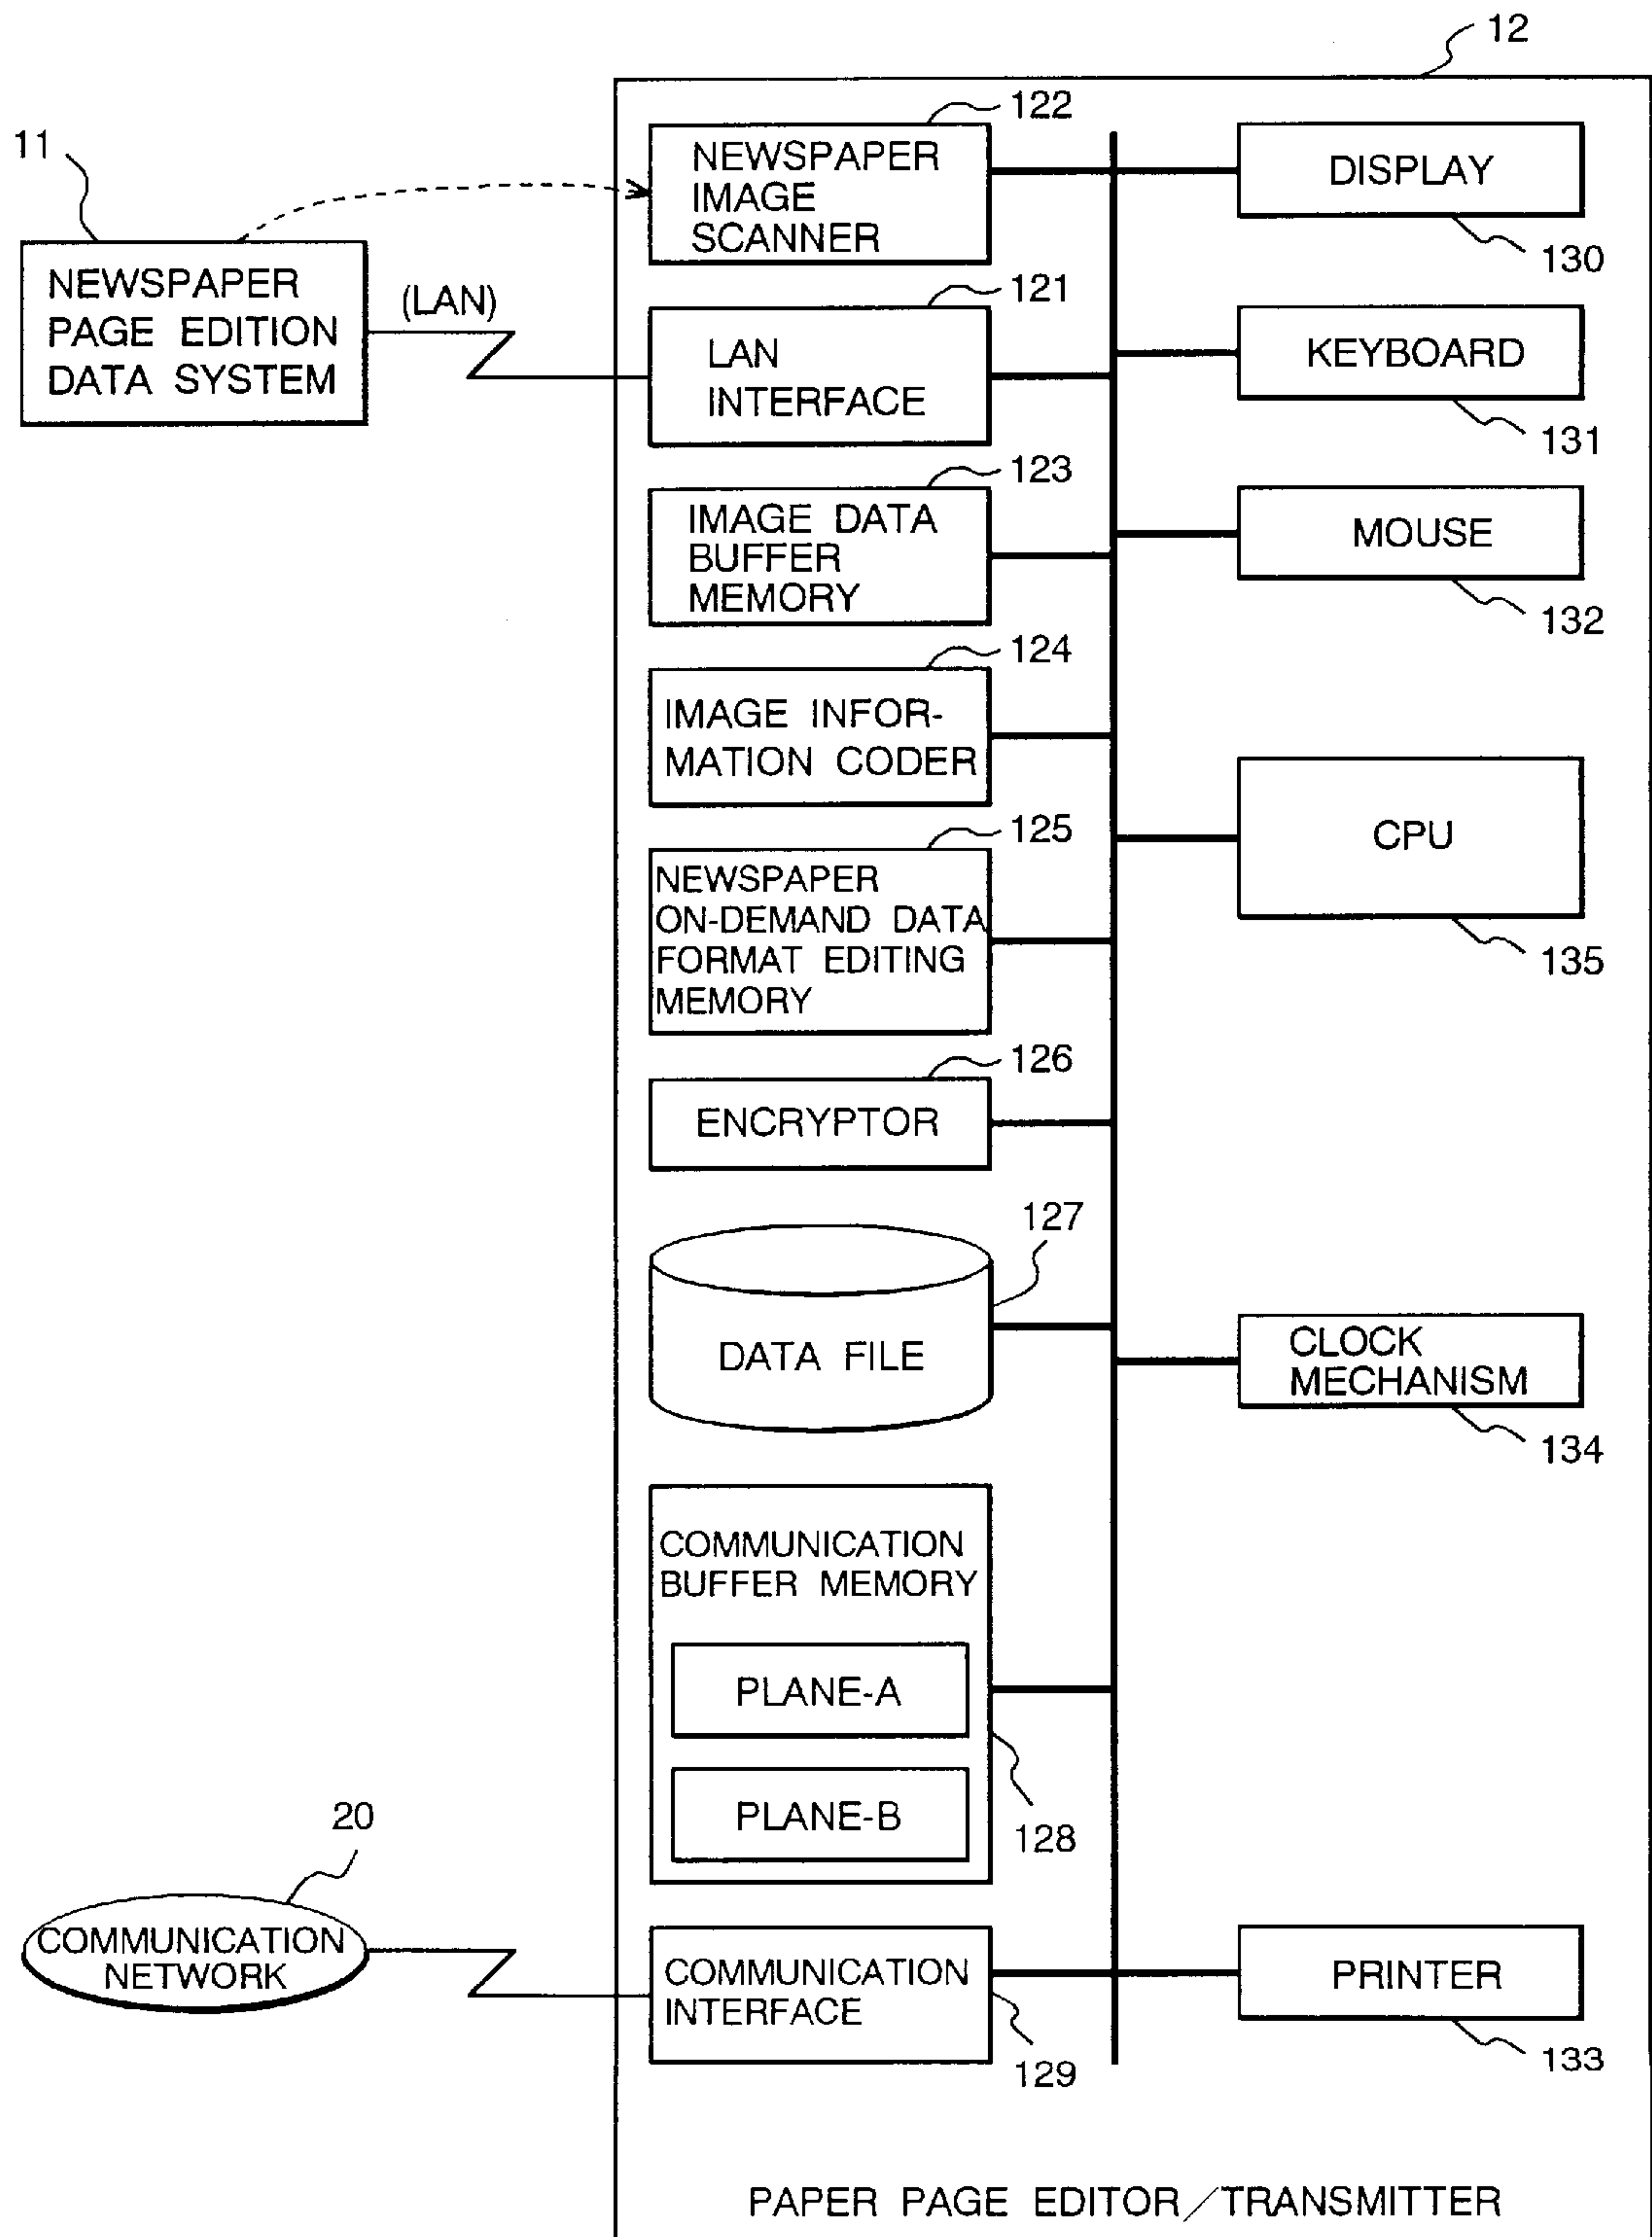 12
11
NEWSPAPER
PAGE EDITION
DATA SYSTEM
(LAN)
122
NEWSPAPER
IMAGE
SCANNER
121
LAN
INTERFACE
123
IMAGE DATA
BUFFER
MEMORY
124
IMAGE INFOR-
MATION CODER
125
NEWSPAPER
ON-DEMAND DATA
FORMAT EDITING
MEMORY
126
ENCRYPTOR
127
DATA FILE
COMMUNICATION
BUFFER MEMORY
PLANE-A
PLANE-B
128
20
COMMUNICATION
NETWORK
COMMUNICATION
INTERFACE
129
DISPLAY
130
KEYBOARD
131
MOUSE
132
CPU
135
CLOCK
MECHANISM
134
PRINTER
133
PAPER PAGE EDITOR/TRANSMITTER